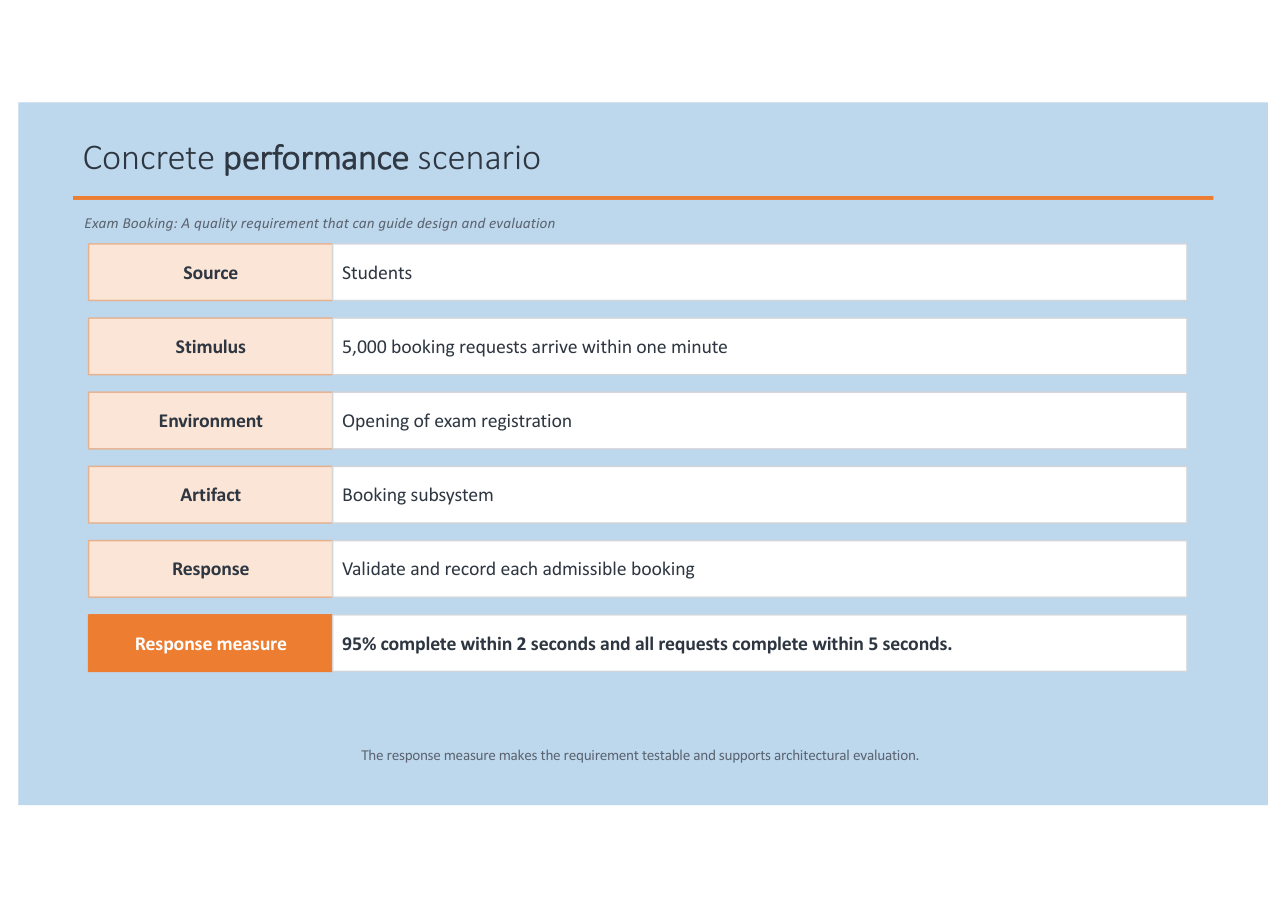 Concrete performance scenario
Exam Booking: A quality requirement that can guide design and evaluation
Source
Students
Stimulus
5,000 booking requests arrive within one minute
Environment
Opening of exam registration
Artifact
Booking subsystem
Response
Validate and record each admissible booking
Response measure
95% complete within 2 seconds and all requests complete within 5 seconds.
The response measure makes the requirement testable and supports architectural evaluation.